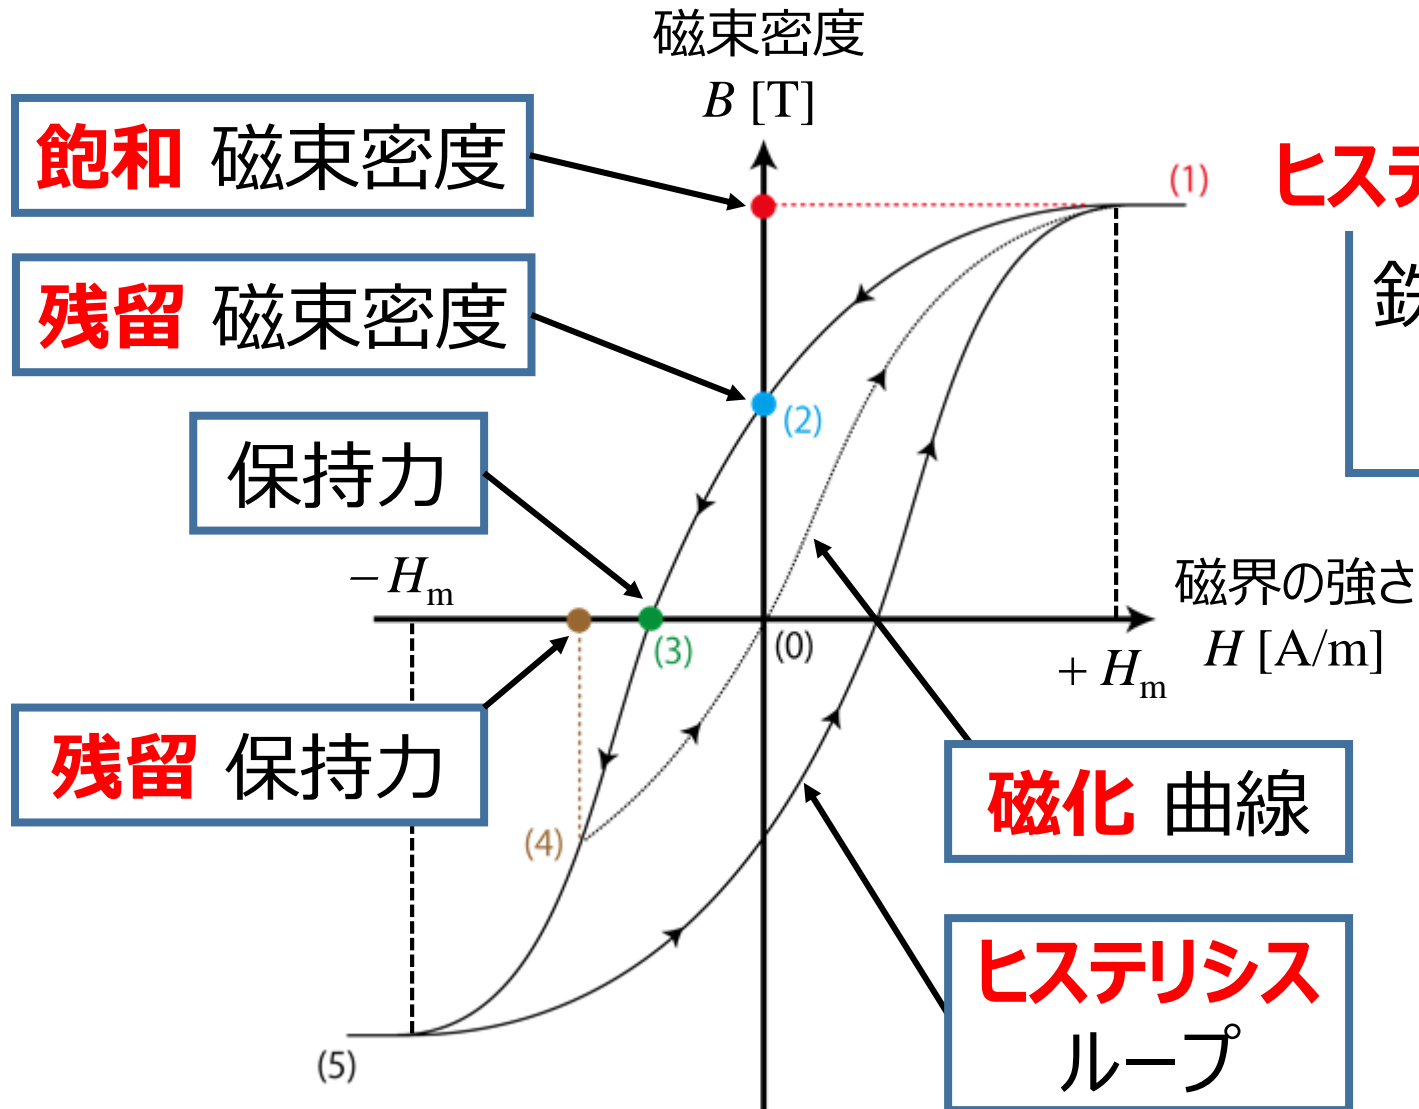 磁束密度
B [T]
飽和 磁束密度
(1)
ヒステ
残留 磁束密度
(2)
保持力
− Hm
磁界の強さ
H [A/m]
(3)
(0)
+ Hm
残留 保持力
磁化 曲線
(4)
ヒステリシス
ループ
(5)